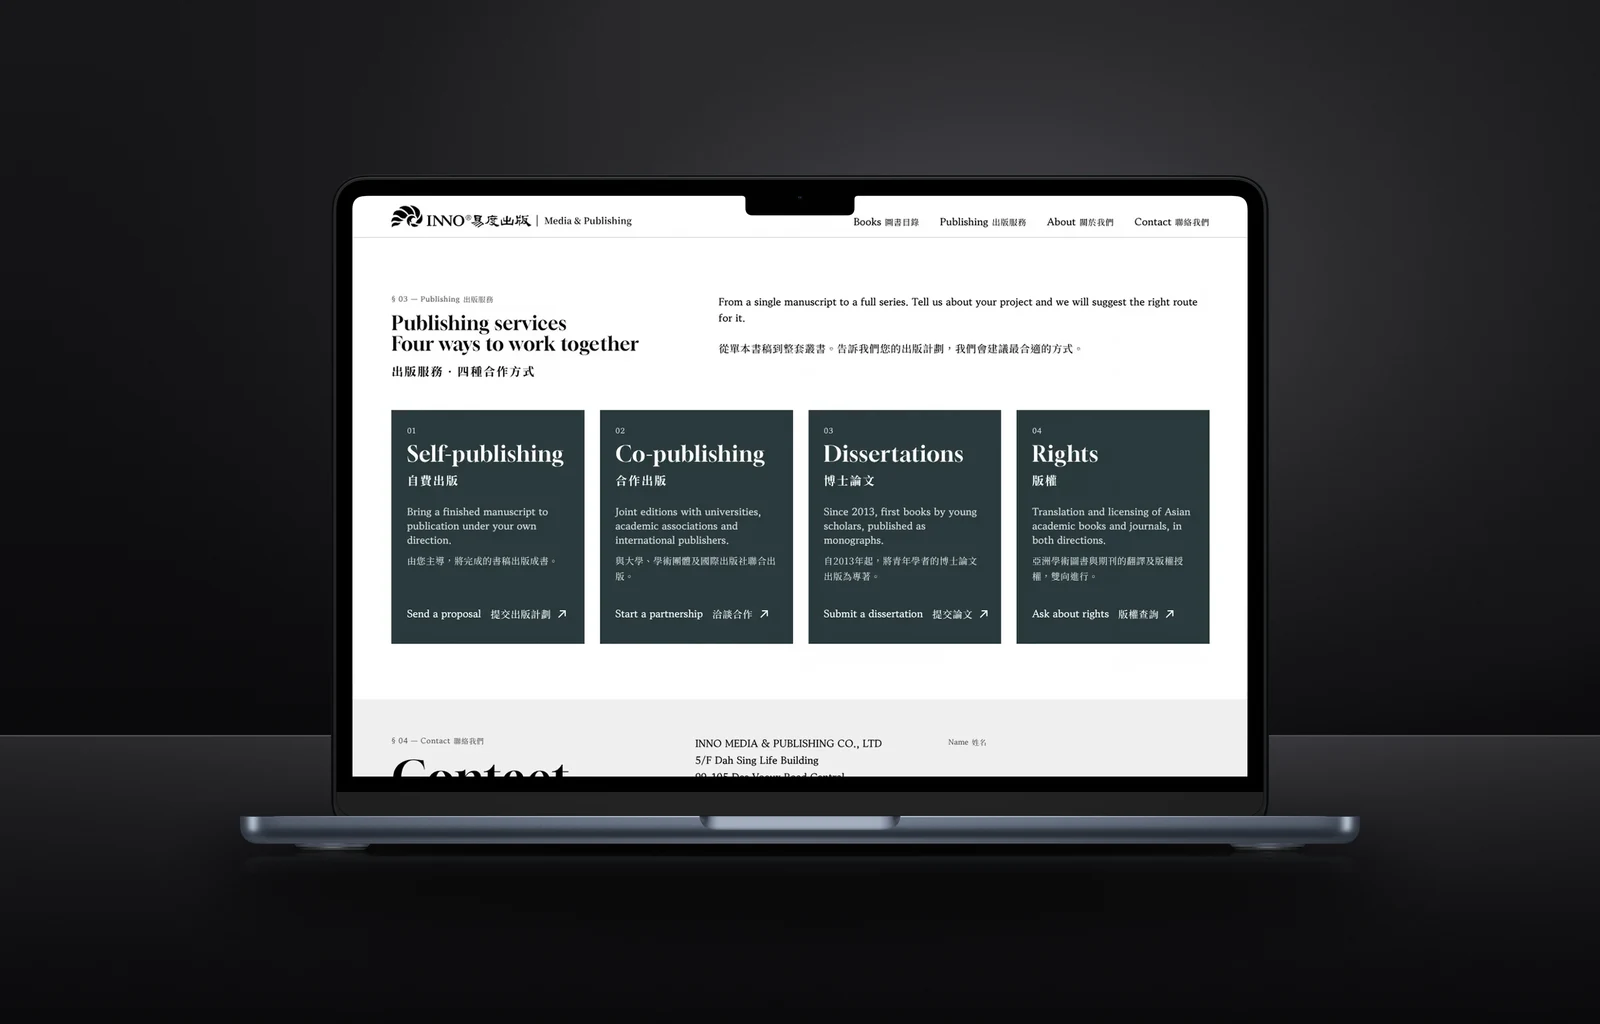 INNO®易度出版 | Media & Publishing
Books 圖書目錄 Publishing 出版服務 About 關於我們 Contact 聯絡我們
§ 03 — Publishing 出版服務
Publishing services
Four ways to work together
出版服務 · 四種合作方式
From a single manuscript to a full series. Tell us about your project and we will suggest the right route
for it.
從單本書稿到整套叢書。告訴我們您的出版計劃，我們會建議最合適的方式。
01
Self-publishing
自費出版
Bring a finished manuscript to
publication under your own
direction.
由您主導，將完成的書稿出版成書。
Send a proposal 提交出版計劃 ↗
02
Co-publishing
合作出版
Joint editions with universities,
academic associations and
international publishers.
與大學、學術團體及國際出版社聯合出
版。
Start a partnership 洽談合作 ↗
03
Dissertations
博士論文
Since 2013, first books by young
scholars, published as
monographs.
自2013年起，將青年學者的博士論文
出版為專著。
Submit a dissertation 提交論文 ↗
04
Rights
版權
Translation and licensing of Asian
academic books and journals, in
both directions.
亞洲學術圖書與期刊的翻譯及版權授
權，雙向進行。
Ask about rights 版權查詢 ↗
§ 04 — Contact 聯絡我們
Contact
INNO MEDIA & PUBLISHING CO., LTD
5/F Dah Sing Life Building
99-105 Des Voeux Road Central
Name 姓名